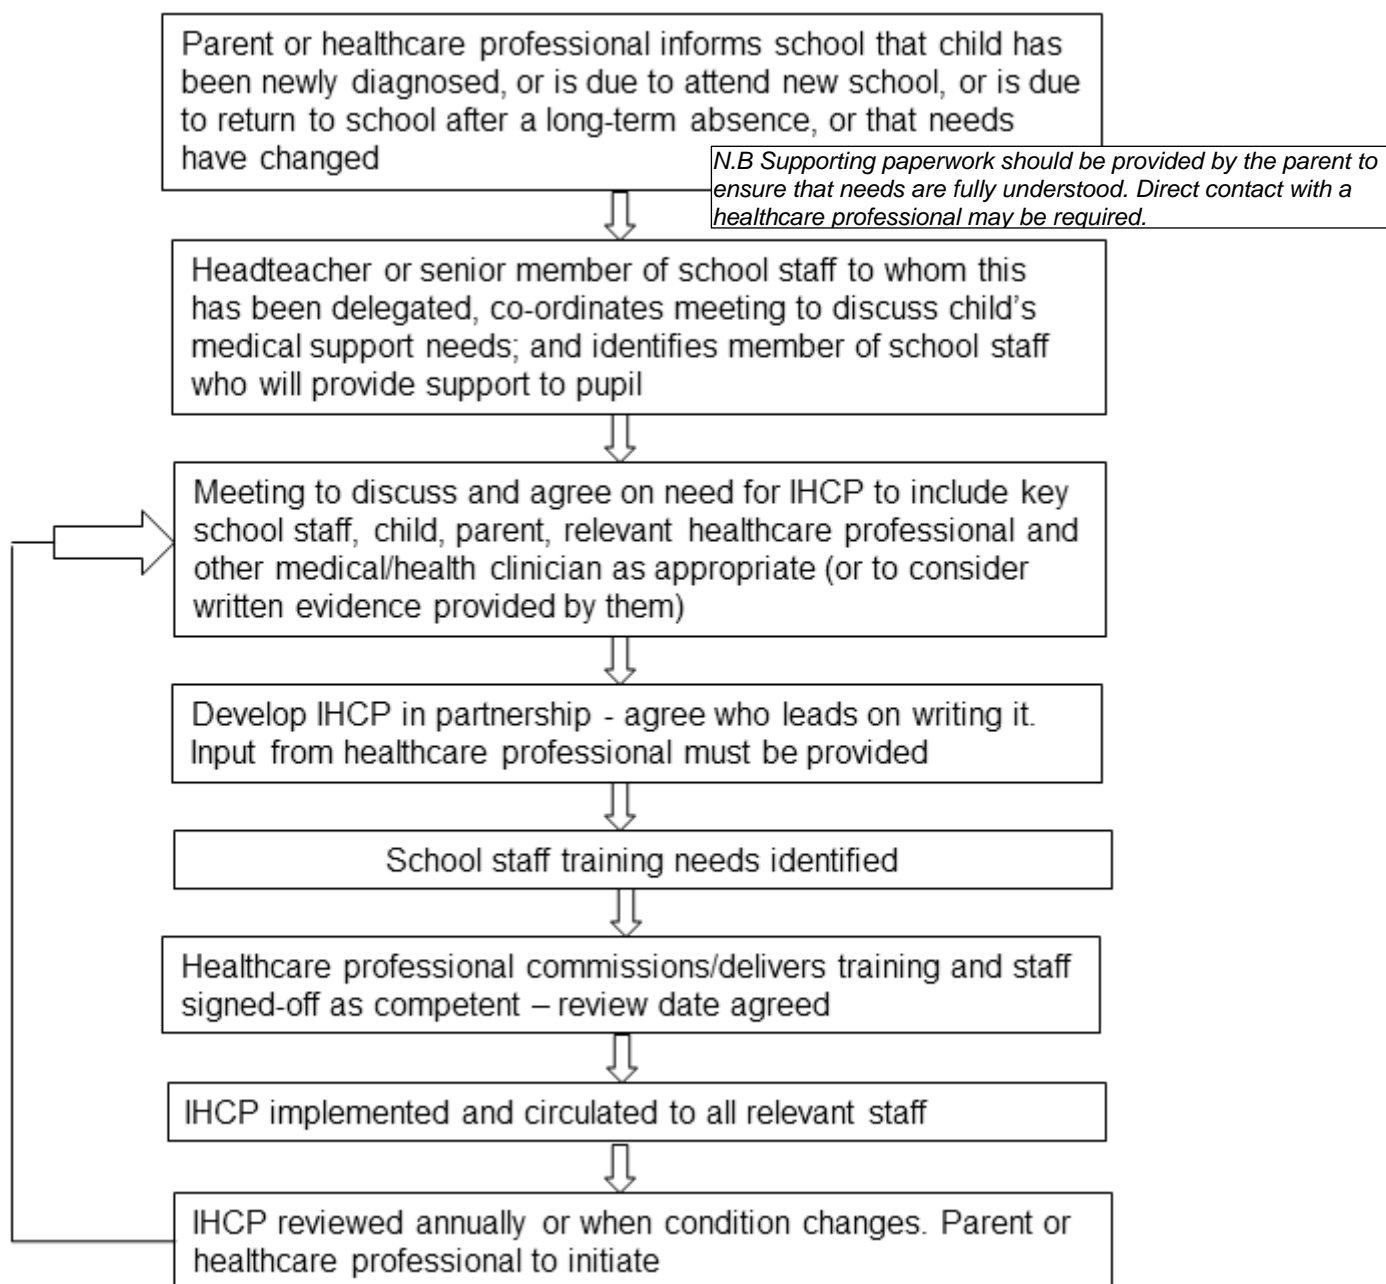 Parent or healthcare professional informs school that child has
been newly diagnosed, or is due to attend new school, or is due
to return to school after a long-term absence, or that needs
have changed
N.B Supporting paperwork should be provided by the parent to
ensure that needs are fully understood. Direct contact with a
healthcare professional may be required.
Headteacher or senior member of school staff to whom this
has been delegated, co-ordinates meeting to discuss child's
medical support needs; and identifies member of school staff
who will provide support to pupil
Meeting to discuss and agree on need for IHCP to include key
school staff, child, parent, relevant healthcare professional and
other medical/health clinician as appropriate (or to consider
written evidence provided by them)
Develop IHCP in partnership - agree who leads on writing it.
Input from healthcare professional must be provided
School staff training needs identified
Healthcare professional commissions/delivers training and staff
signed-off as competent – review date agreed
IHCP implemented and circulated to all relevant staff
IHCP reviewed annually or when condition changes. Parent or
healthcare professional to initiate